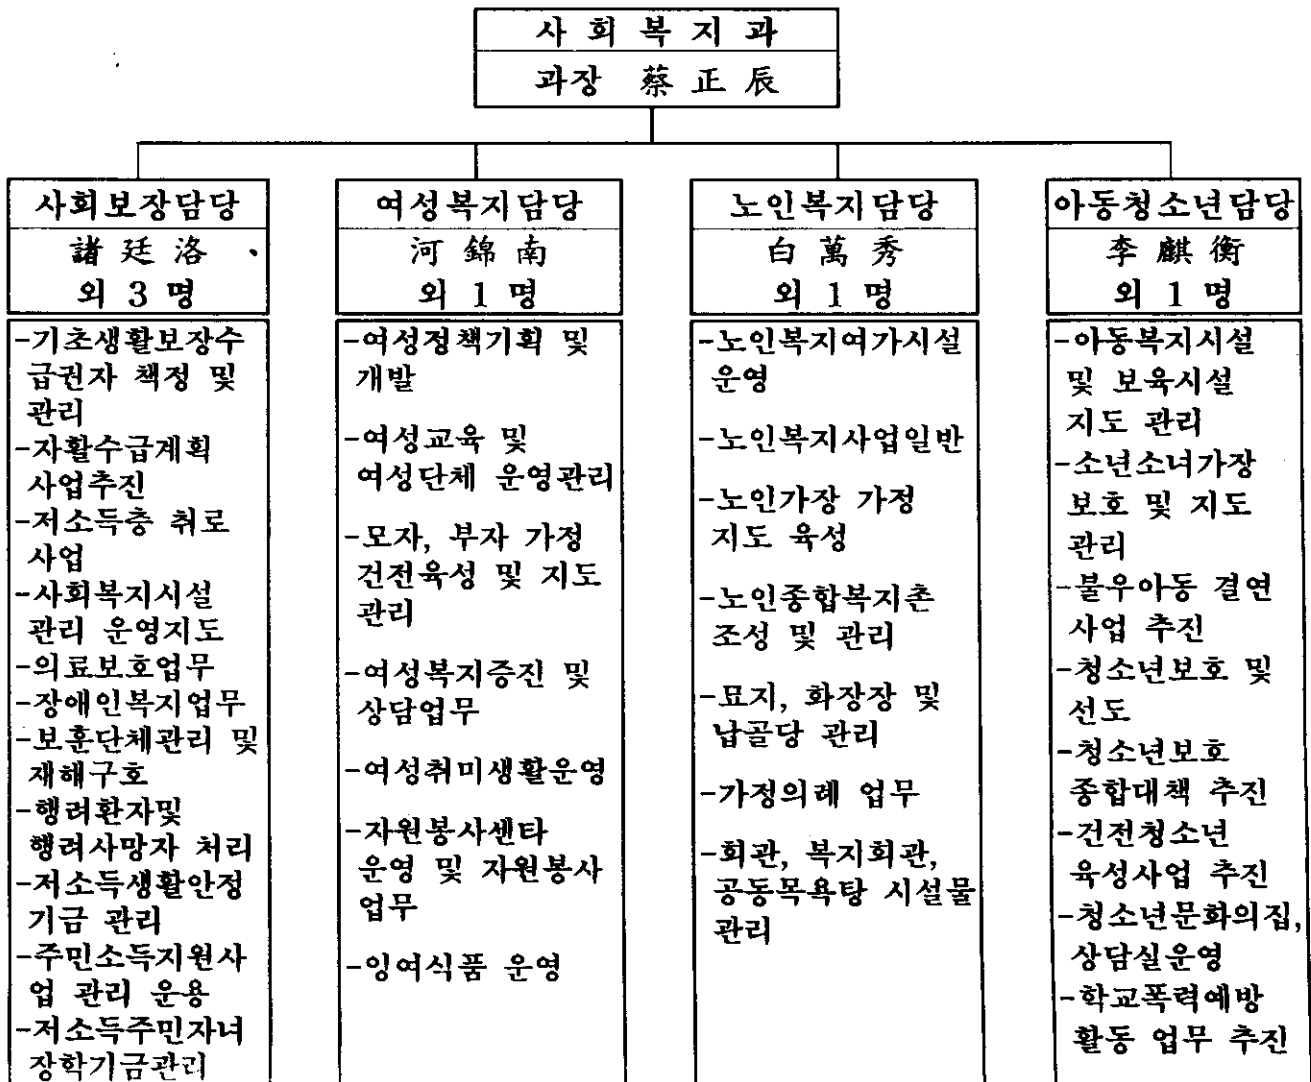 사 회 복 지 과
과장 蔡 正 辰
사회보장담당
諸 廷 洛
외 3 명
-기초생활보장수
급권자 책정 및
관리
-자활수급계획
사업추진
-저소득층 취로
사업
-사회복지시설
관리 운영지도
-의료보호업무
-장애인복지업무
-보훈단체관리 및
재해구호
-행려환자및
행려사망자 처리
-저소득생활안정
기금 관리
-주민소득지원사
업 관리 운용
-저소득주민자녀
장학기금관리
여성복지담당
河 錦 南
외 1 명
-여성정책기획 및
개발
-여성교육 및
여성단체 운영관리
-모자, 부자 가정
건전육성 및 지도
관리
-여성복지증진 및
상담업무
-여성취미생활운영
-자원봉사센타
운영 및 자원봉사
업무
-잉여식품 운영
노인복지담당
白 萬 秀
외 1 명
-노인복지여가시설
운영
-노인복지사업일반
-노인가장 가정
지도 육성
-노인종합복지촌
조성 및 관리
-묘지, 화장장 및
납골당 관리
-가정의례 업무
-회관, 복지회관,
공동목욕탕 시설물
관리
아동청소년담당
李 麒 衡
외 1 명
-아동복지시설
및 보육시설
지도 관리
-소년소녀가장
보호 및 지도
관리
-불우아동 결연
사업 추진
-청소년보호 및
선도
-청소년보호
종합대책 추진
-건전청소년
육성사업 추진
-청소년문화의집,
상담실운영
-학교폭력예방
활동 업무 추진